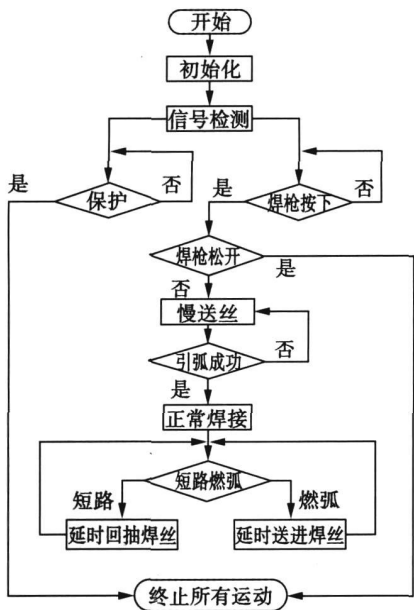 开始
初始化
信号检测
是
保护
否
是
焊枪按下
否
焊枪松开
是
否
慢送丝
引弧成功
否
是
正常焊接
短路燃弧
短路
燃弧
延时回抽焊丝
延时送进焊丝
终止所有运动